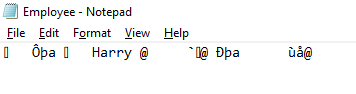 Employee - Notepad
File Edit Format View Help
▯ Ôþa ▯ Harry @ `▯@ Ðþa ùå@